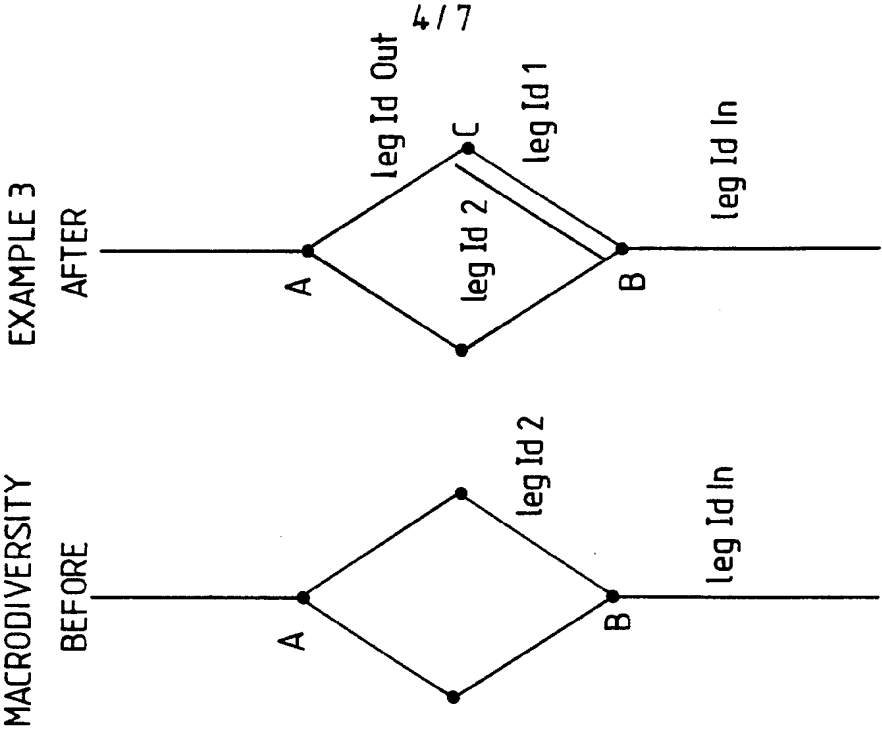 4/7
MACRODIVERSITY EXAMPLE 3
BEFORE
A
leg Id 2
B
leg Id In
AFTER
A
leg Id Out
C
leg Id 2
leg Id 1
B
leg Id In